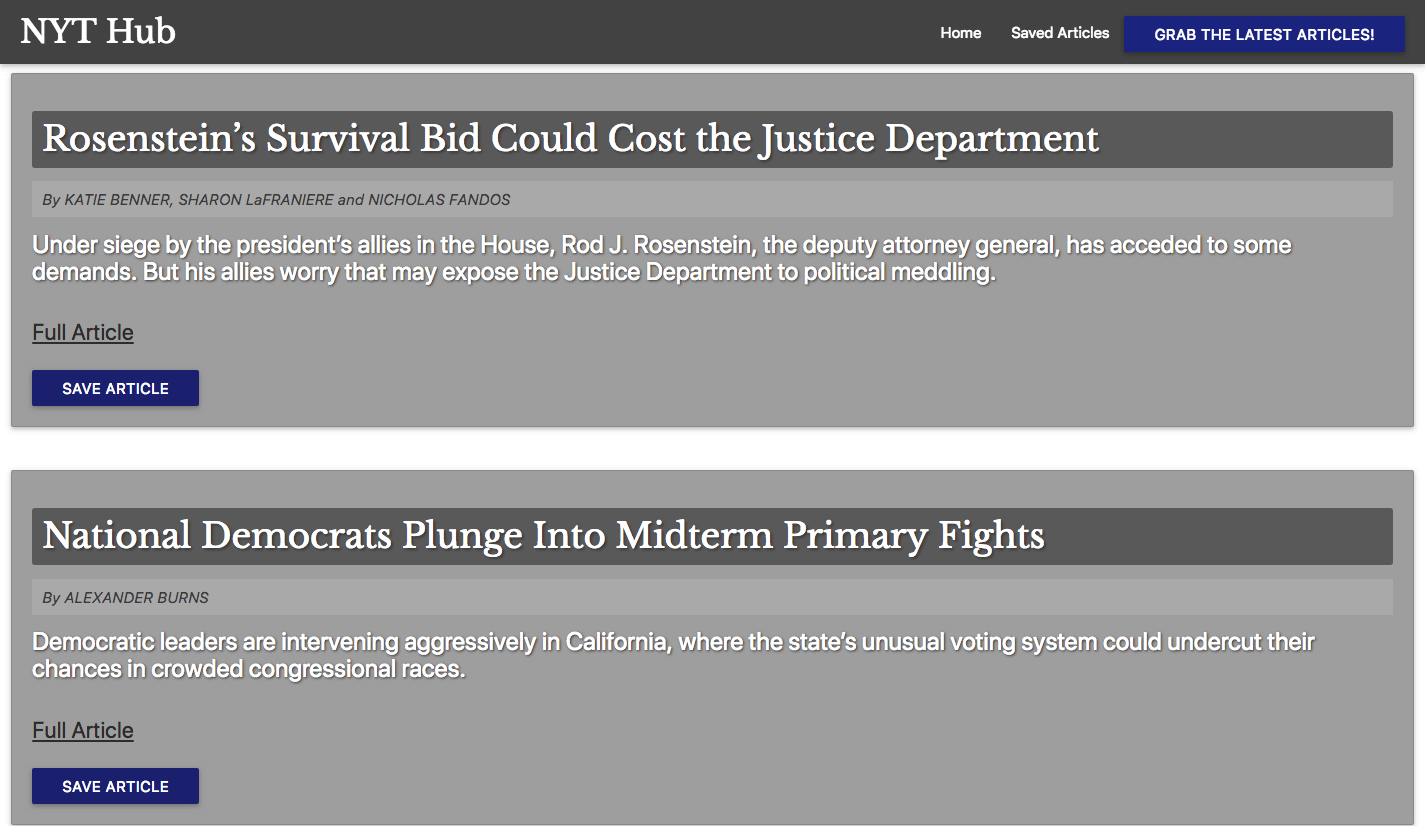 NYT Hub
Home
Saved Articles
GRAB THE LATEST ARTICLES!
Rosenstein’s Survival Bid Could Cost the Justice Department
By KATIE BENNER, SHARON LaFRANIERE and NICHOLAS FANDOS
Under siege by the president’s allies in the House, Rod J. Rosenstein, the deputy attorney general, has acceded to some
demands. But his allies worry that may expose the Justice Department to political meddling.
Full Article
SAVE ARTICLE
National Democrats Plunge Into Midterm Primary Fights
By ALEXANDER BURNS
Democratic leaders are intervening aggressively in California, where the state’s unusual voting system could undercut their
chances in crowded congressional races.
Full Article
SAVE ARTICLE